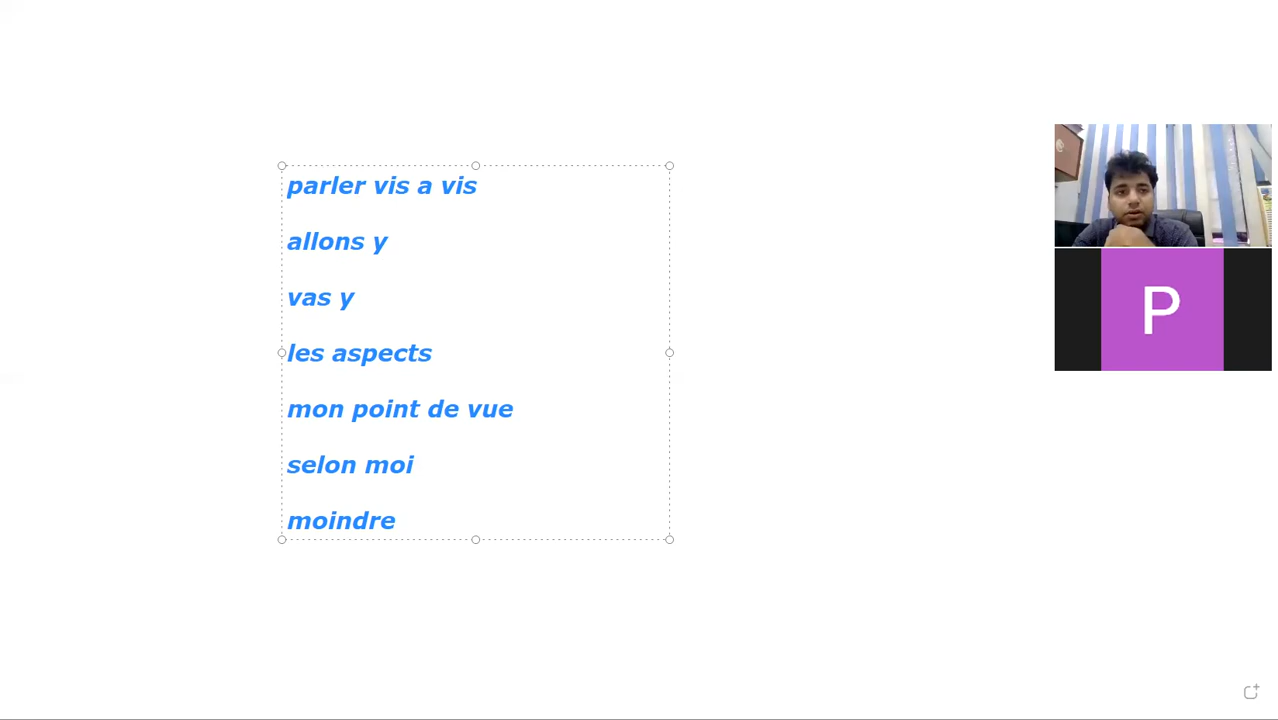 parler vis a vis
allons y
vas y
les aspects
mon point de vue
selon moi
moindre
P